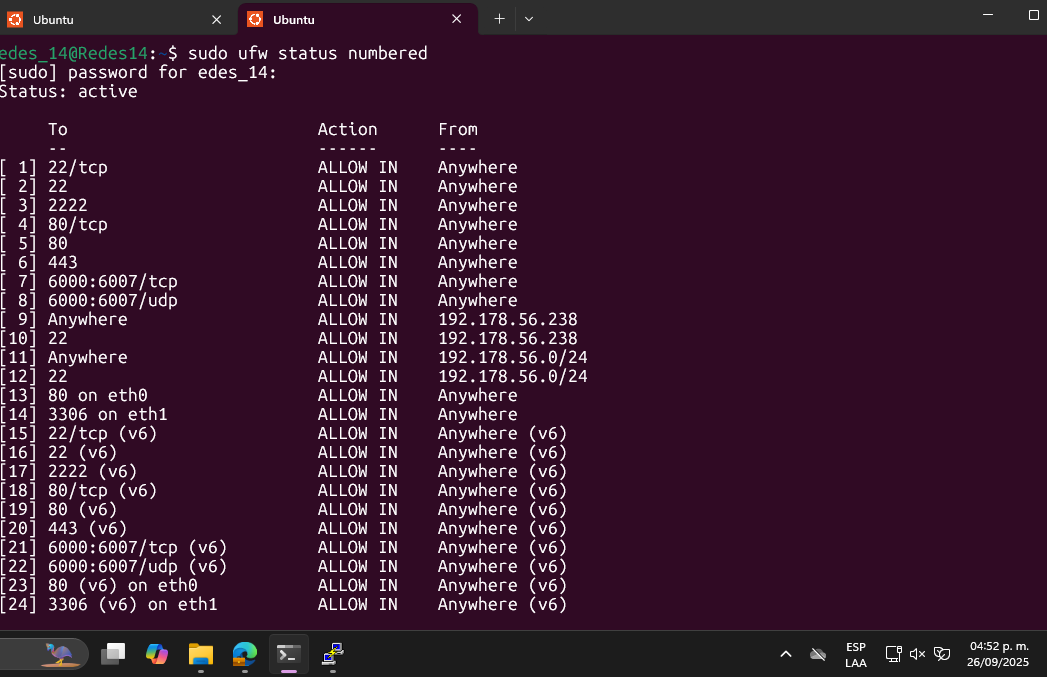 Ubuntu
Ubuntu
edes_14@Redes14:~$ sudo ufw status numbered
[sudo] password for edes_14:
Status: active
     To                         Action      From
     --                         ------      ----
[ 1] 22/tcp                     ALLOW IN    Anywhere
[ 2] 22                         ALLOW IN    Anywhere
[ 3] 2222                       ALLOW IN    Anywhere
[ 4] 80/tcp                     ALLOW IN    Anywhere
[ 5] 80                         ALLOW IN    Anywhere
[ 6] 443                        ALLOW IN    Anywhere
[ 7] 6000:6007/tcp              ALLOW IN    Anywhere
[ 8] 6000:6007/udp              ALLOW IN    Anywhere
[ 9] Anywhere                   ALLOW IN    192.178.56.238
[10] 22                         ALLOW IN    192.178.56.238
[11] Anywhere                   ALLOW IN    192.178.56.0/24
[12] 22                         ALLOW IN    192.178.56.0/24
[13] 80 on eth0                 ALLOW IN    Anywhere
[14] 3306 on eth1               ALLOW IN    Anywhere
[15] 22/tcp (v6)                ALLOW IN    Anywhere (v6)
[16] 22 (v6)                    ALLOW IN    Anywhere (v6)
[17] 2222 (v6)                  ALLOW IN    Anywhere (v6)
[18] 80/tcp (v6)                ALLOW IN    Anywhere (v6)
[19] 80 (v6)                    ALLOW IN    Anywhere (v6)
[20] 443 (v6)                   ALLOW IN    Anywhere (v6)
[21] 6000:6007/tcp (v6)         ALLOW IN    Anywhere (v6)
[22] 6000:6007/udp (v6)         ALLOW IN    Anywhere (v6)
[23] 80 (v6) on eth0            ALLOW IN    Anywhere (v6)
[24] 3306 (v6) on eth1          ALLOW IN    Anywhere (v6)
ESP
LAA
04:52 p. m.
26/09/2025